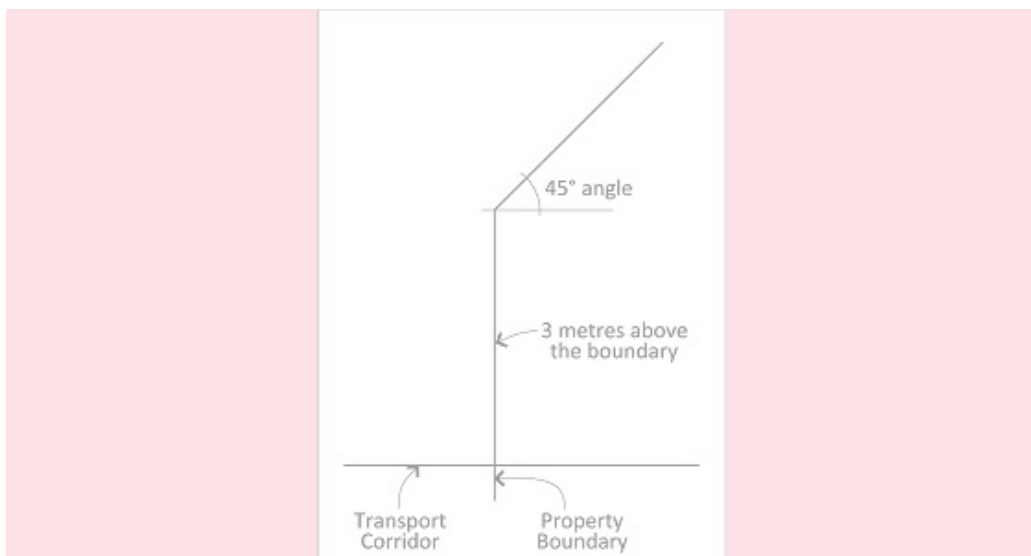 45° angle
3 metres above
the boundary
Transport
Corridor
Property
Boundary